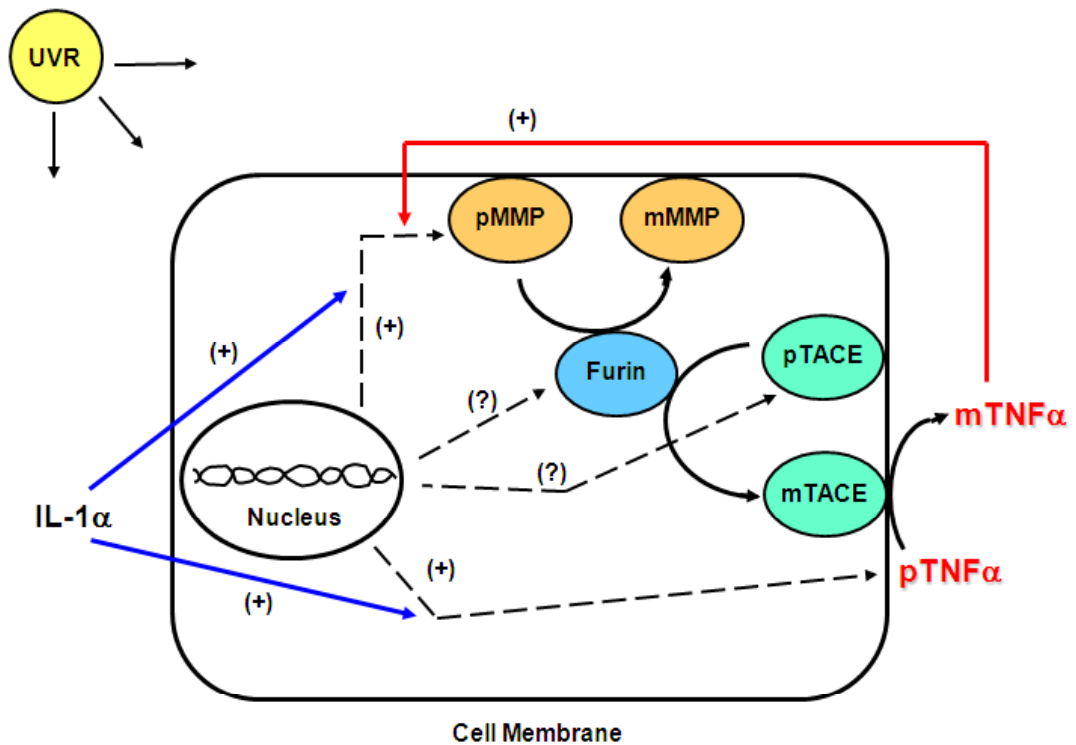 UVR
(+)
pMMP
mMMP
(+)
(+)
Furin
pTACE
(?)
mTNFα
(?)
mTACE
IL-1α
Nucleus
pTNFα
(+)
(+)
Cell Membrane